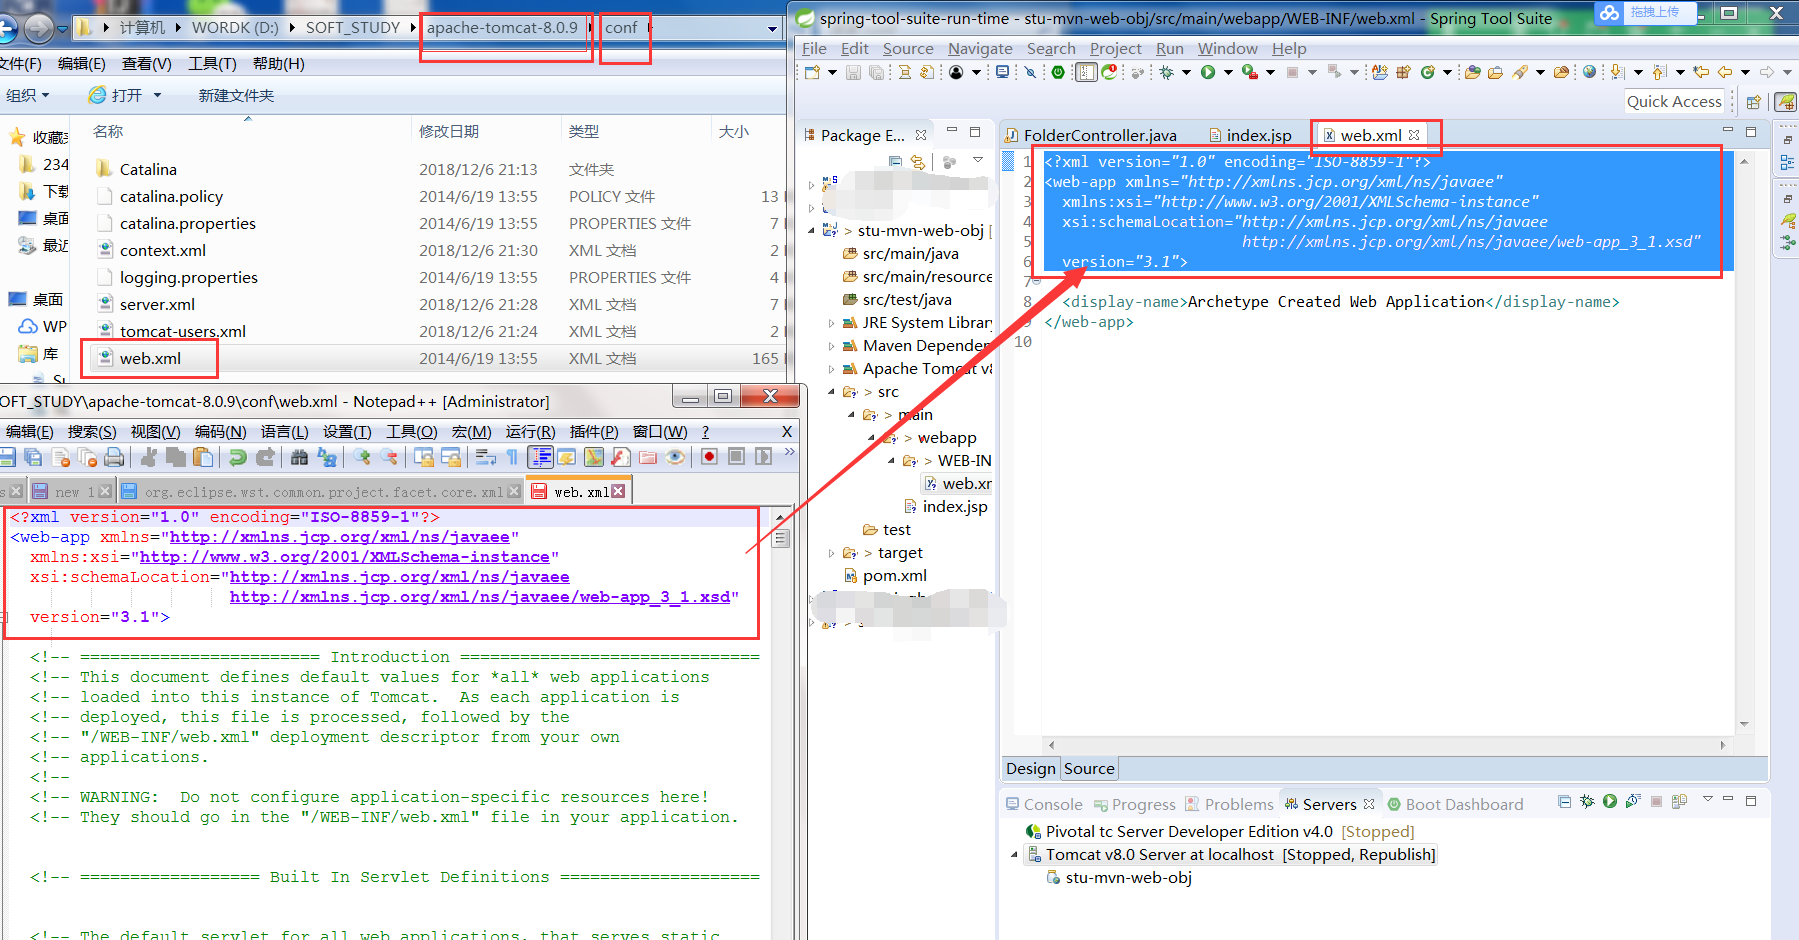 计算机 WORDK (D:) SOFT_STUDY apache-tomcat-8.0.9 conf
文件(F) 编辑(E) 查看(V) 工具(T) 帮助(H)
组织 打开 新建文件夹
名称 修改日期 类型 大小
收藏夹
234
下载
桌面
最近
桌面
WP
库
Catalina 2018/12/6 21:13 文件夹
catalina.policy 2014/6/19 13:55 POLICY 文件 13
catalina.properties 2014/6/19 13:55 PROPERTIES 文件 7
context.xml 2018/12/6 21:30 XML 文档 2
logging.properties 2014/6/19 13:55 PROPERTIES 文件 4
server.xml 2018/12/6 21:28 XML 文档 7
tomcat-users.xml 2018/12/6 21:24 XML 文档 2
web.xml 2014/6/19 13:55 XML 文档 165
OFT_STUDY\apache-tomcat-8.0.9\conf\web.xml - Notepad++ [Administrator]
编辑(E) 搜索(S) 视图(V) 编码(N) 语言(L) 设置(T) 工具(O) 宏(M) 运行(R) 插件(P) 窗口(W) ? X
new 1 org.eclipse.wst.common.project.facet.core.xml web.xml
<?xml version="1.0" encoding="ISO-8859-1"?>
<web-app xmlns="http://xmlns.jcp.org/xml/ns/javaee"
xmlns:xsi="http://www.w3.org/2001/XMLSchema-instance"
xsi:schemaLocation="http://xmlns.jcp.org/xml/ns/javaee
http://xmlns.jcp.org/xml/ns/javaee/web-app_3_1.xsd"
version="3.1">
<!-- ======================== Introduction ==============================
<!-- This document defines default values for *all* web applications
<!-- loaded into this instance of Tomcat.  As each application is
<!-- deployed, this file is processed, followed by the
<!-- "/WEB-INF/web.xml" deployment descriptor from your own
<!-- applications.
<!--
<!-- WARNING:  Do not configure application-specific resources here!
<!-- They should go in the "/WEB-INF/web.xml" file in your application.
<!-- ================== Built In Servlet Definitions ====================
<!-- The default servlet for all web applications, that serves static
spring-tool-suite-run-time - stu-mvn-web-obj/src/main/webapp/WEB-INF/web.xml - Spring Tool Suite
拖拽上传
File Edit Source Navigate Search Project Run Window Help
Quick Access
Package E...
> stu-mvn-web-obj [
src/main/java
src/main/resource
src/test/java
JRE System Library
Maven Dependen
Apache Tomcat v8
> src
> main
> webapp
> WEB-IN
web.xm
index.jsp
test
> target
pom.xml
FolderController.java index.jsp web.xml
1 <?xml version="1.0" encoding="ISO-8859-1"?>
2 <web-app xmlns="http://xmlns.jcp.org/xml/ns/javaee"
3 xmlns:xsi="http://www.w3.org/2001/XMLSchema-instance"
4 xsi:schemaLocation="http://xmlns.jcp.org/xml/ns/javaee
5 http://xmlns.jcp.org/xml/ns/javaee/web-app_3_1.xsd"
6 version="3.1">
7
8 <display-name>Archetype Created Web Application</display-name>
9 </web-app>
10
Design Source
Console Progress Problems Servers Boot Dashboard
Pivotal tc Server Developer Edition v4.0 [Stopped]
Tomcat v8.0 Server at localhost [Stopped, Republish]
stu-mvn-web-obj